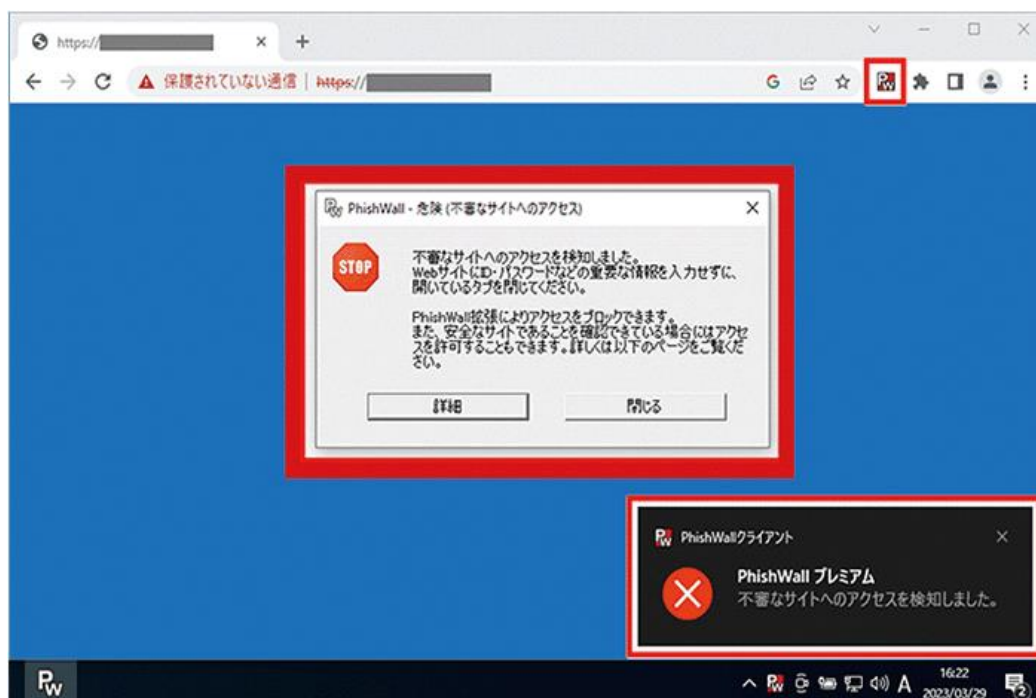 https://
保護されていない通信 | https://
PhishWall - 危険 (不審なサイトへのアクセス)
STOP
不審なサイトへのアクセスを検知しました。
WebサイトにID・パスワードなどの重要な情報を入力せずに、
開いているタブを閉じてください。
PhishWall拡張によりアクセスをブロックできます。
また、安全なサイトであることを確認できている場合にはアクセ
スを許可することもできます。詳しくは以下のページをご覧くだ
さい。
詳細
閉じる
PW PhishWallクライアント
PhishWall プレミアム
不審なサイトへのアクセスを検知しました。
PW
A
16:22
2023/03/29